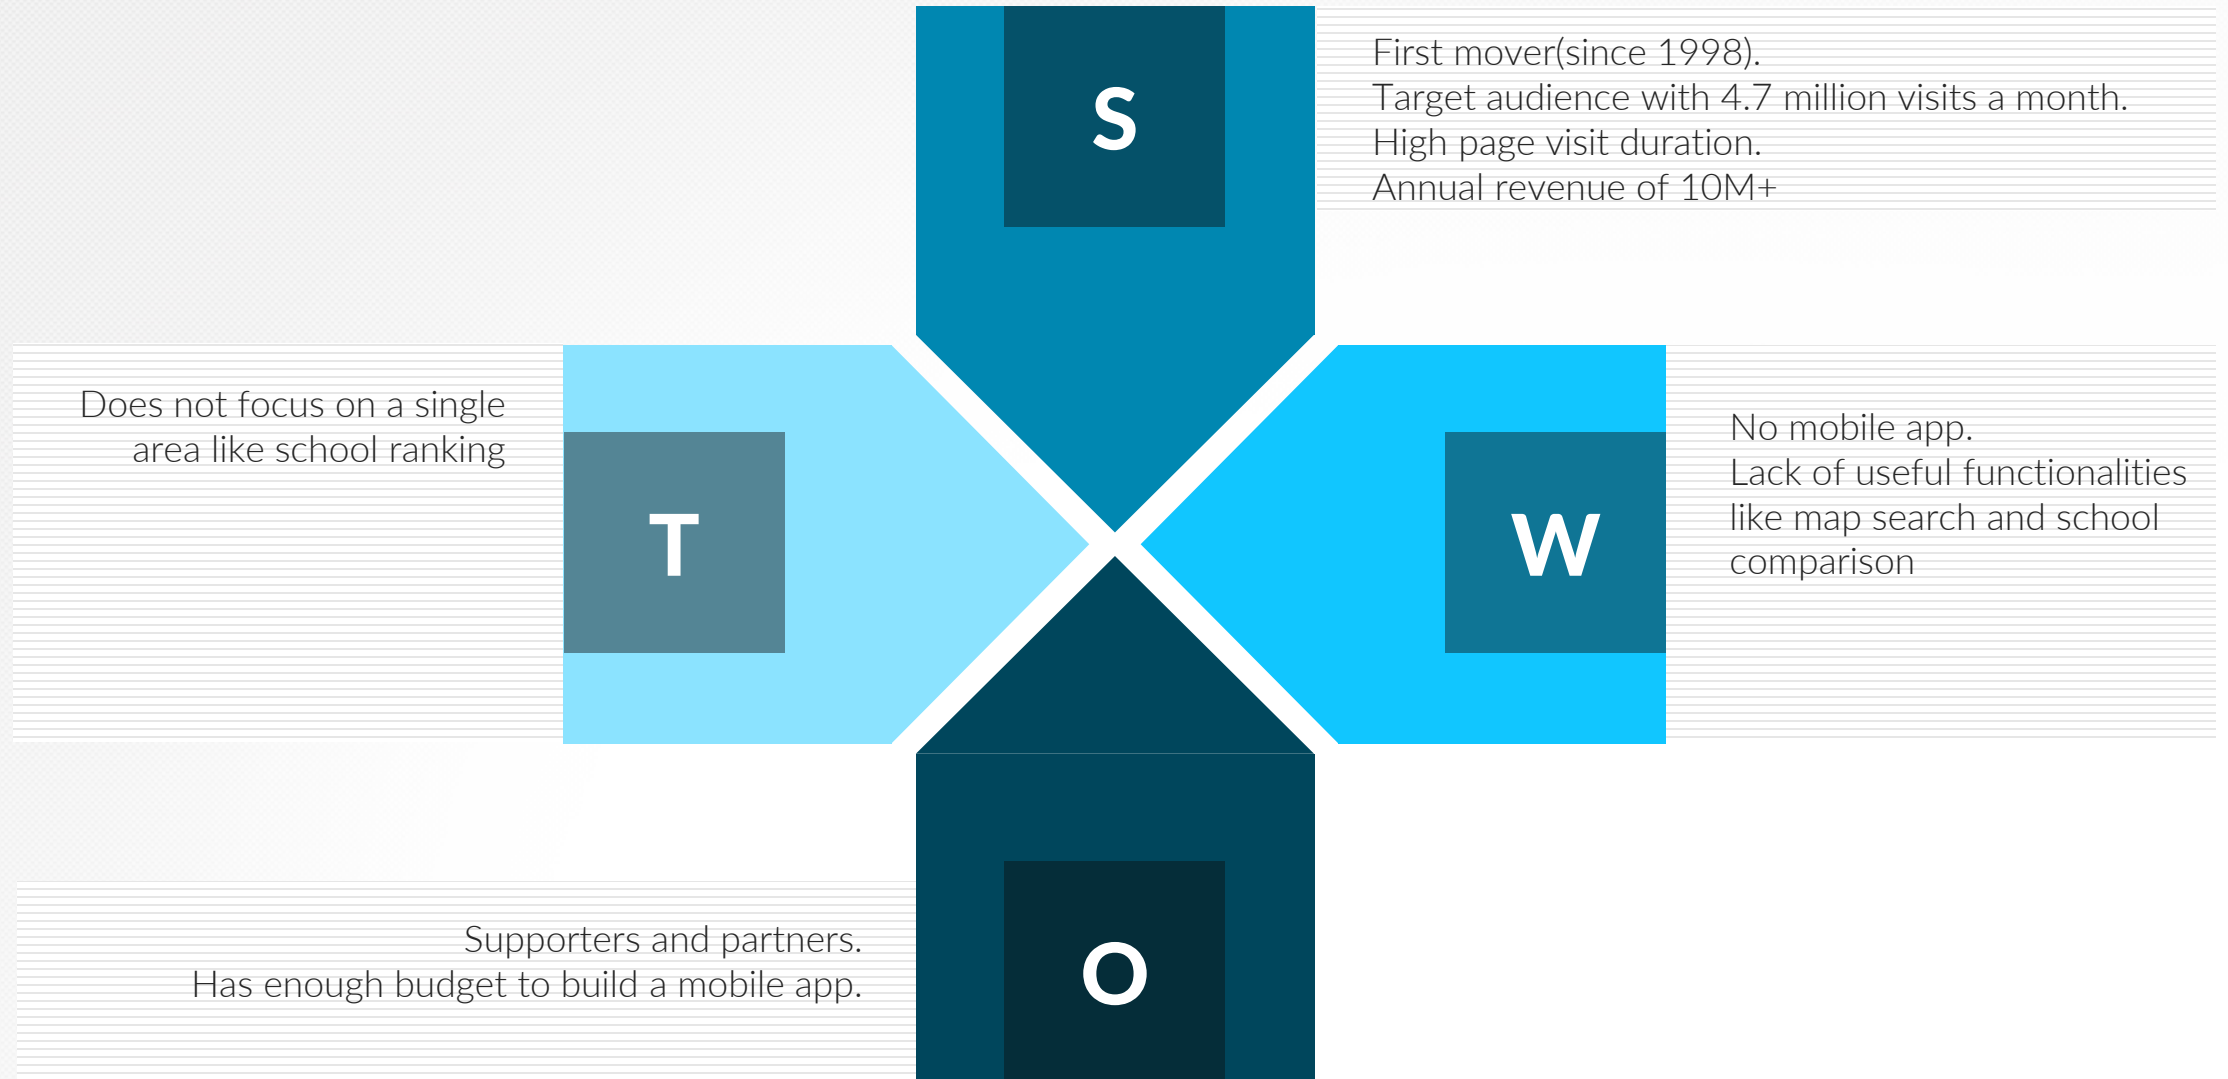 S
First mover(since 1998).
Target audience with 4.7 million visits a month.
High page visit duration.
Annual revenue of 10M+
Does not focus on a single
area like school ranking
T
W
No mobile app.
Lack of useful functionalities
like map search and school
comparison
Supporters and partners.
Has enough budget to build a mobile app.
O